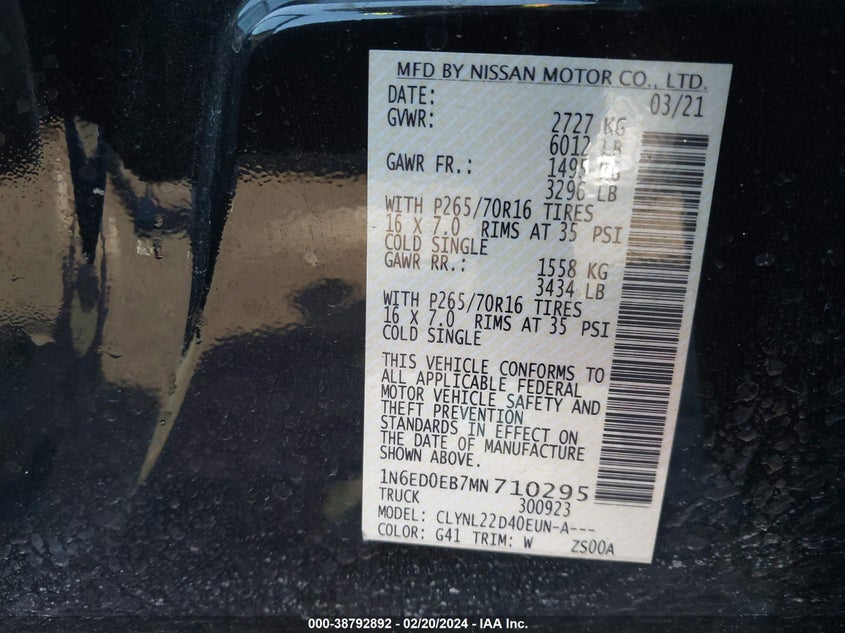 MFD BY NISSAN MOTOR CO., LTD.
DATE: 03/21
GVWR: 2727 KG
6012 LB
GAWR FR.: 1495 KG
3296 LB
WITH P265/70R16 TIRES
16 X 7.0 RIMS AT 35 PSI
COLD SINGLE
GAWR RR.: 1558 KG
3434 LB
WITH P265/70R16 TIRES
16 X 7.0 RIMS AT 35 PSI
COLD SINGLE
THIS VEHICLE CONFORMS TO
ALL APPLICABLE FEDERAL
MOTOR VEHICLE SAFETY AND
THEFT PREVENTION
STANDARDS IN EFFECT ON
THE DATE OF MANUFACTURE
SHOWN ABOVE.
1N6ED0EB7MN710295
TRUCK 300923
MODEL: CLYNL22D40EUN-A---
COLOR: G41 TRIM: W ZS00A
000-38792892 - 02/20/2024 - IAA Inc.